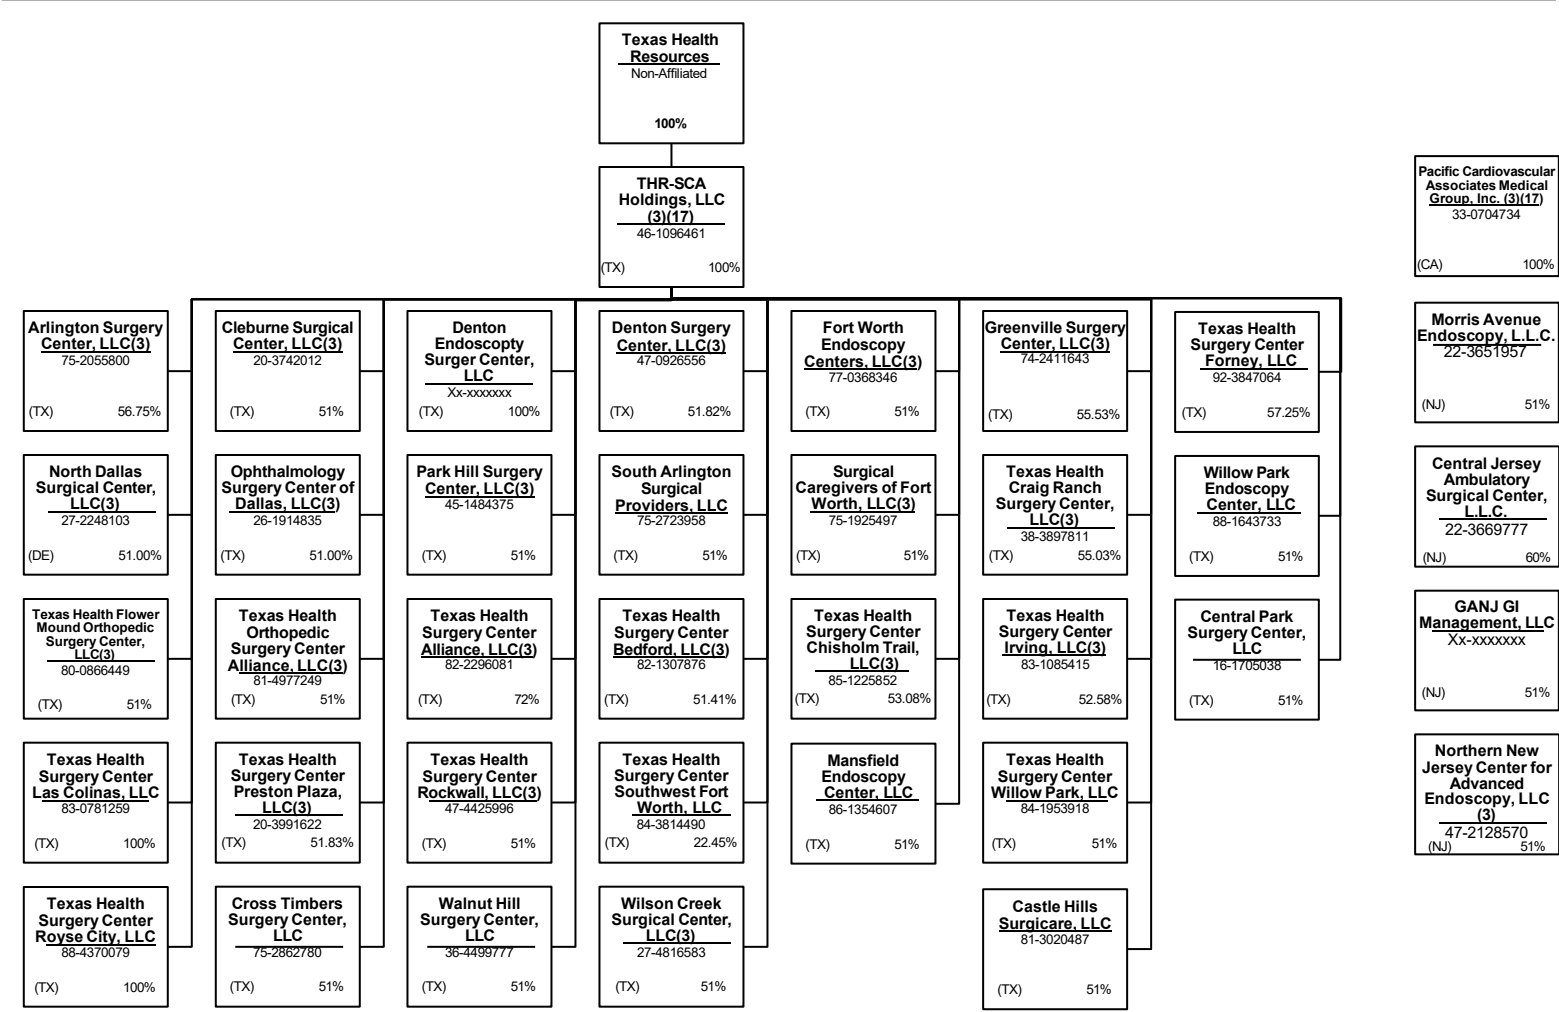 Texas Health
Resources
Non-Affiliated
100%
THR-SCA
Holdings, LLC
(3)(17)
46-1096461
(TX) 100%
Arlington Surgery
Center, LLC(3)
75-2055800
(TX) 56.75%
Cleburne Surgical
Center, LLC(3)
20-3742012
(TX) 51%
Denton
Endoscopty
Surger Center,
LLC
Xx-xxxxxxx
(TX) 100%
Denton Surgery
Center, LLC(3)
47-0926556
(TX) 51.82%
Fort Worth
Endoscopy
Centers, LLC(3)
77-0368346
(TX) 51%
Greenville Surgery
Center, LLC(3)
74-2411643
(TX) 55.53%
Texas Health
Surgery Center
Forney, LLC
92-3847064
(TX) 57.25%
North Dallas
Surgical Center,
LLC(3)
27-2248103
(DE) 51.00%
Ophthalmology
Surgery Center of
Dallas, LLC(3)
26-1914835
(TX) 51.00%
Park Hill Surgery
Center, LLC(3)
45-1484375
(TX) 51%
South Arlington
Surgical
Providers, LLC
75-2723958
(TX) 51%
Surgical
Caregivers of Fort
Worth, LLC(3)
75-1925497
(TX) 51%
Texas Health
Craig Ranch
Surgery Center,
LLC(3)
38-3897811
(TX) 55.03%
Willow Park
Endoscopy
Center, LLC
88-1643733
(TX) 51%
Texas Health Flower
Mound Orthopedic
Surgery Center,
LLC(3)
80-0866449
(TX) 51%
Texas Health
Orthopedic
Surgery Center
Alliance, LLC(3)
81-4977249
(TX) 51%
Texas Health
Surgery Center
Alliance, LLC(3)
82-2296081
(TX) 72%
Texas Health
Surgery Center
Bedford, LLC(3)
82-1307876
(TX) 51.41%
Texas Health
Surgery Center
Chisholm Trail,
LLC(3)
85-1225852
(TX) 53.08%
Texas Health
Surgery Center
Irving, LLC(3)
83-1085415
(TX) 52.58%
Central Park
Surgery Center,
LLC
16-1705038
(TX) 51%
Texas Health
Surgery Center
Las Colinas, LLC
83-0781259
(TX) 100%
Texas Health
Surgery Center
Preston Plaza,
LLC(3)
20-3991622
(TX) 51.83%
Texas Health
Surgery Center
Rockwall, LLC(3)
47-4425996
(TX) 51%
Texas Health
Surgery Center
Southwest Fort
Worth, LLC
84-3814490
(TX) 22.45%
Mansfield
Endoscopy
Center, LLC
86-1354607
(TX) 51%
Texas Health
Surgery Center
Willow Park, LLC
84-1953918
(TX) 51%
Texas Health
Surgery Center
Royse City, LLC
88-4370079
(TX) 100%
Cross Timbers
Surgery Center,
LLC
75-2862780
(TX) 51%
Walnut Hill
Surgery Center,
LLC
36-4499777
(TX) 51%
Wilson Creek
Surgical Center,
LLC(3)
27-4816583
(TX) 51%
Castle Hills
Surgicare, LLC
81-3020487
(TX) 51%
Pacific Cardiovascular
Associates Medical
Group, Inc. (3)(17)
33-0704734
(CA) 100%
Morris Avenue
Endoscopy, L.L.C.
22-3651957
(NJ) 51%
Central Jersey
Ambulatory
Surgical Center,
L.L.C.
22-3669777
(NJ) 60%
GANJ GI
Management, LLC
Xx-xxxxxxx
(NJ) 51%
Northern New
Jersey Center for
Advanced
Endoscopy, LLC
(3)
47-2128570
(NJ) 51%